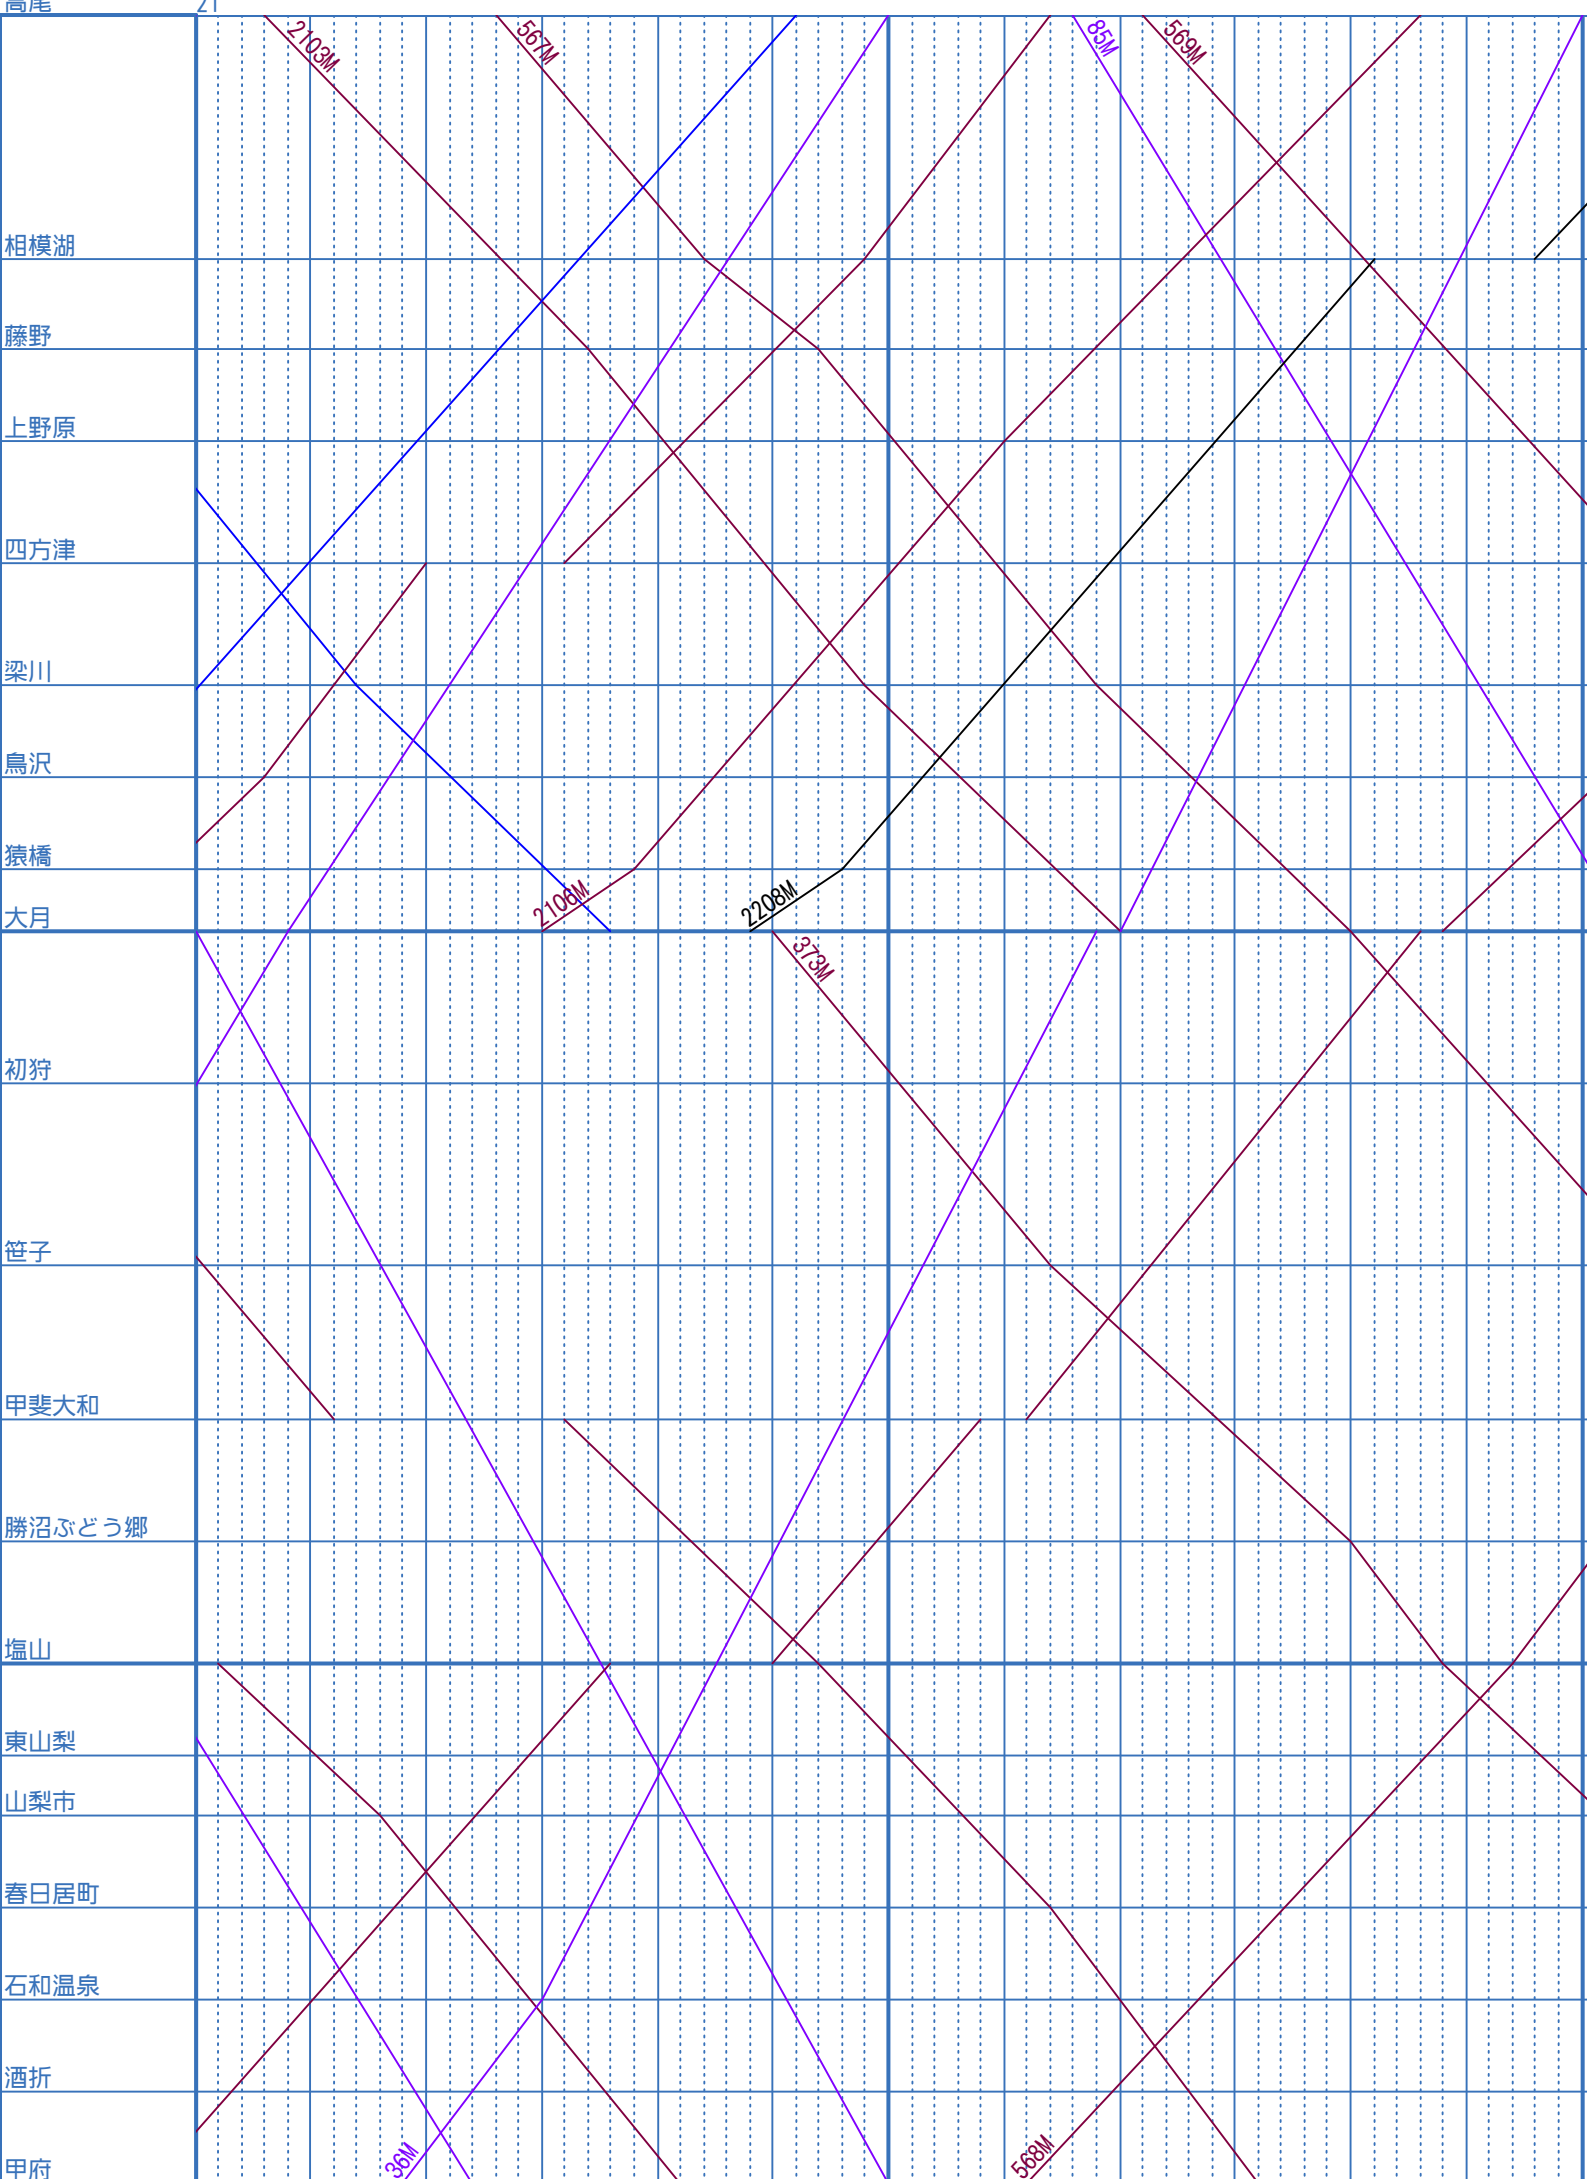 高尾 21
2103M 567M 85M 569M
相模湖
藤野
上野原
四方津
梁川
鳥沢
猿橋
2106M 2208M
大月
373M
初狩
笹子
甲斐大和
勝沼ぶどう郷
塩山
東山梨
山梨市
春日居町
石和温泉
酒折
36M 568M
甲府